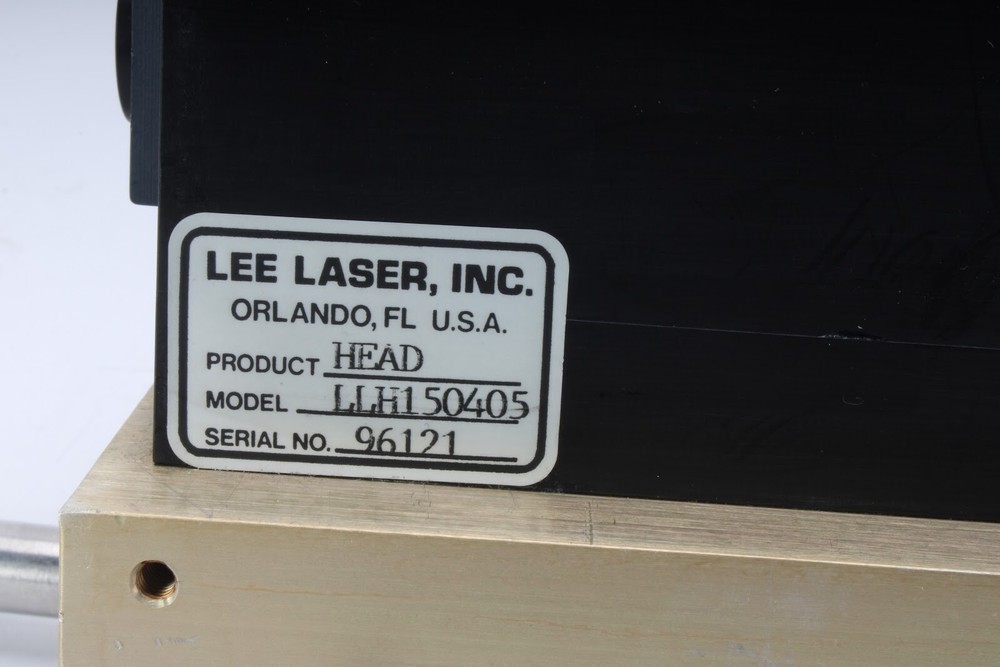 LEE LASER, INC.
ORLANDO, FL U.S.A.
PRODUCT HEAD
MODEL LLH150405
SERIAL NO. 96121